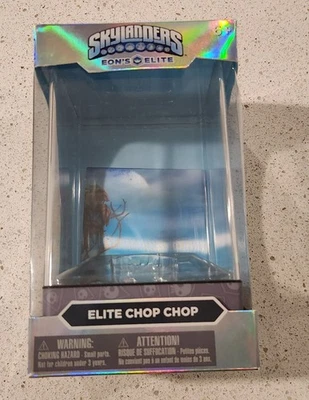 6+
SKYLANDERS
EON'S ELITE
ELITE CHOP CHOP
WARNING:
CHOKING HAZARD Small parts.
Not for children under 3 years.
ATTENTION!
RISQUE DE SUFFOCATION - Petites pièces.
Ne convient pas à un enfant de moins de 3 ans.